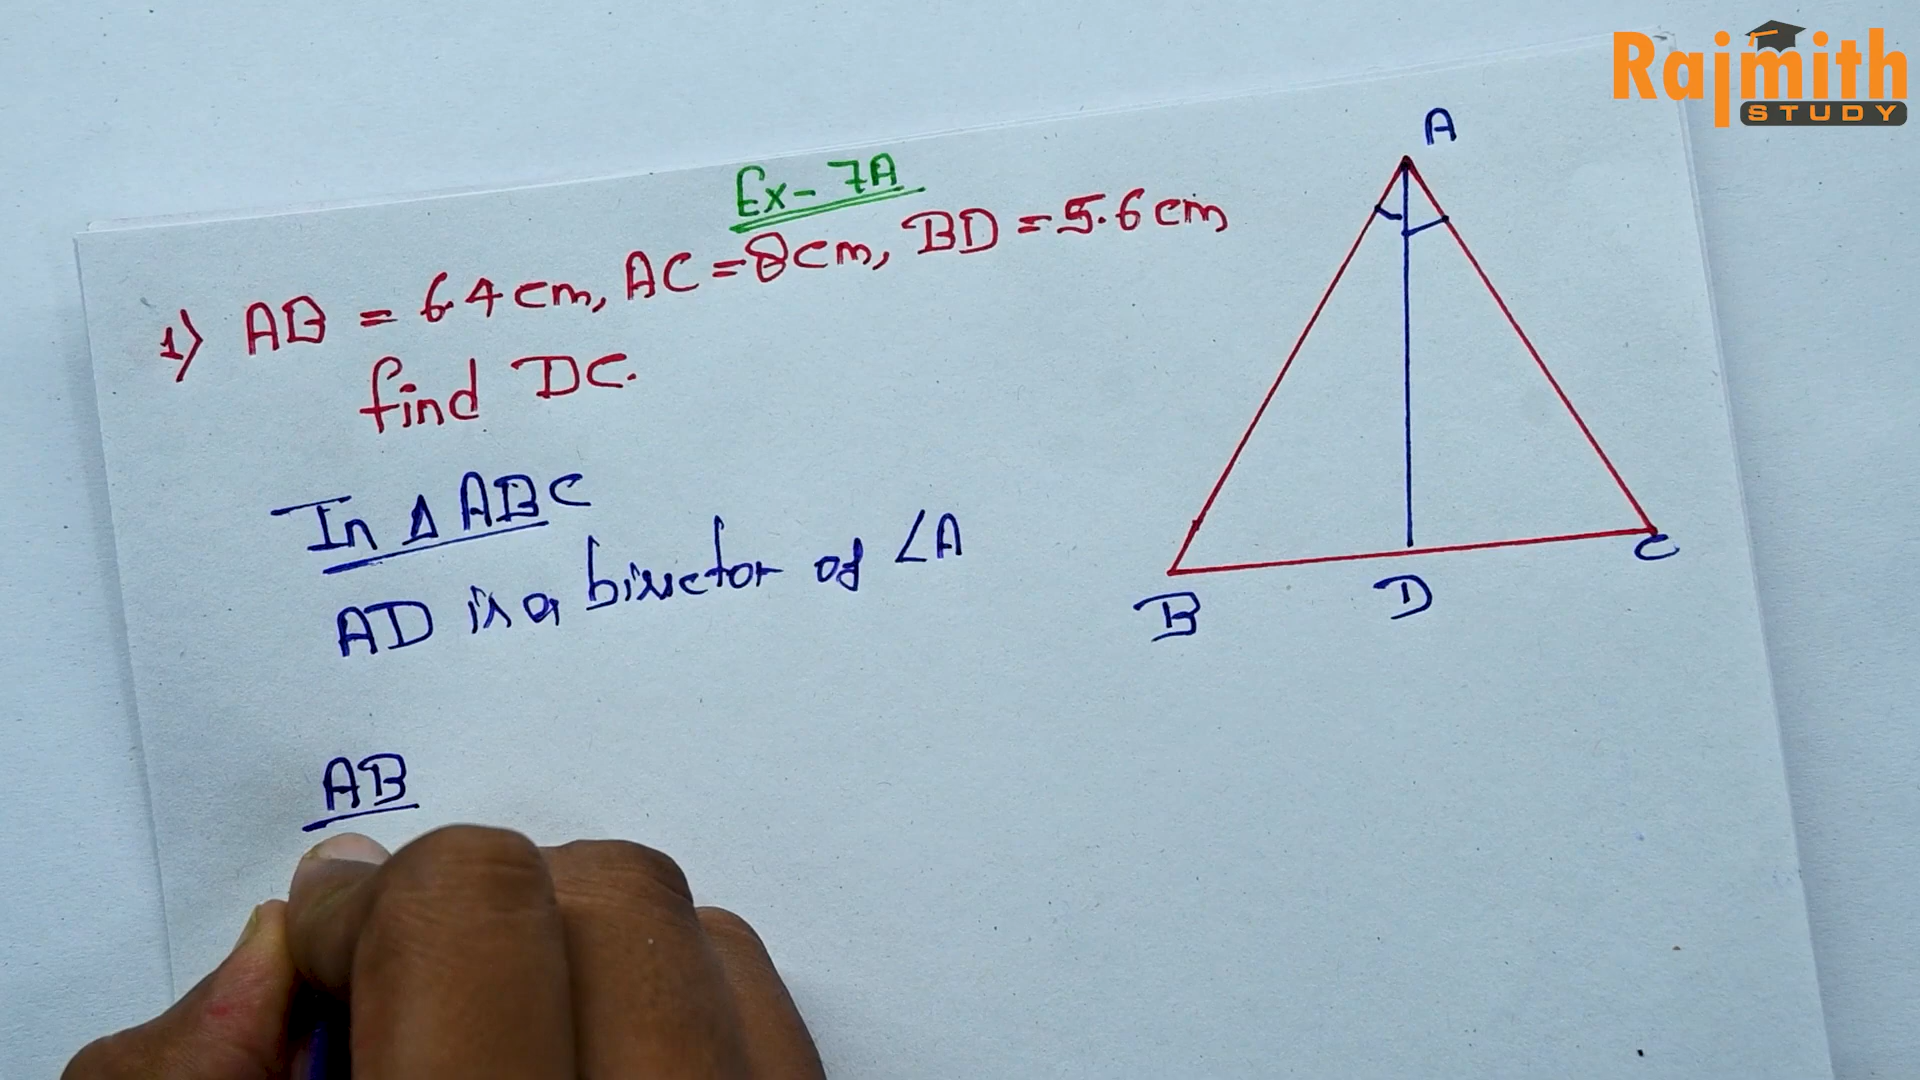 Rajmith
STUDY
Ex- 7A
1) AB = 6.4 cm, AC = 8cm, BD = 5.6 cm,
find DC.
In Δ ABC
AD is a bisector of ∠A
AB
A
B
D
C